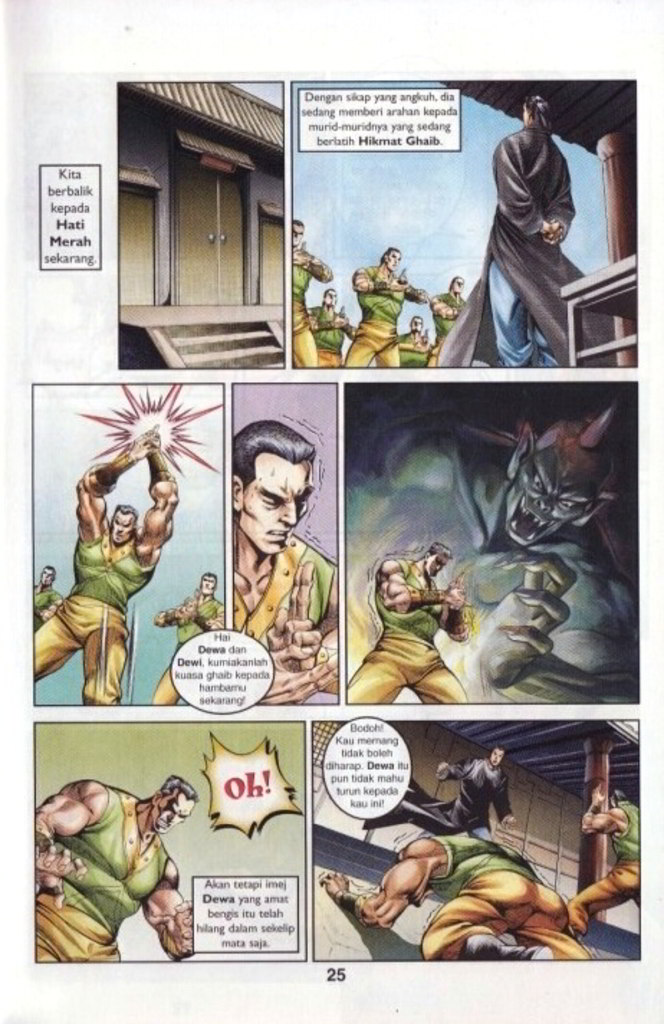 Kita
berbalik
kepada
Hati
Merah
sekarang.
Dengan sikap yang angkuh, dia
sedang memberi arahan kepada
murid-muridnya yang sedang
berlatih Hikmat Ghaib.
Hai
Dewa dan
Dewi, kurniakanlah
kuasa ghaib kepada
hambamu
sekarang!
Oh!
Akan tetapi imej
Dewa yang amat
bengis itu telah
hilang dalam sekelip
mata saja.
Bodoh!
Kau memang
tidak boleh
diharap. Dewa itu
pun tidak mahu
turun kepada
kau ini!
25